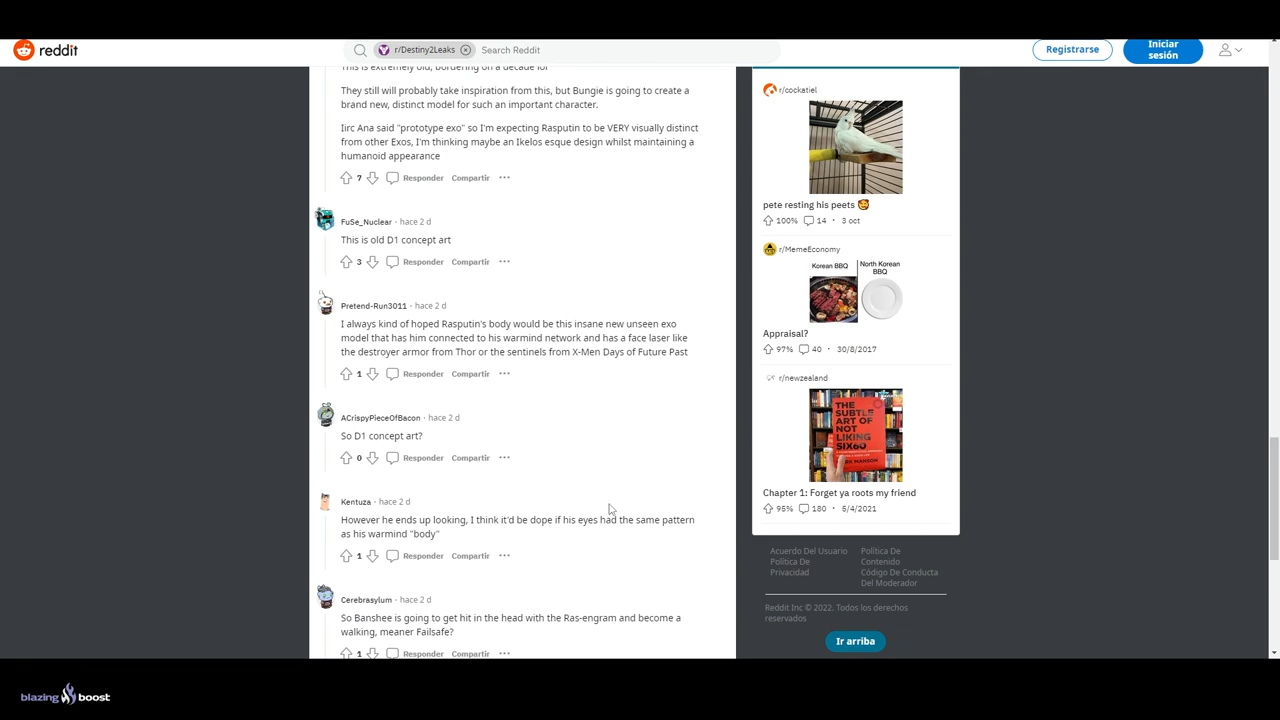 reddit
r/Destiny2Leaks
Search Reddit
Registrarse
Iniciar
sesión
This is extremely old, bordering on a decade lol
They still will probably take inspiration from this, but Bungie is going to create a
brand new, distinct model for such an important character.
Iirc Ana said "prototype exo" so I'm expecting Rasputin to be VERY visually distinct
from other Exos, I'm thinking maybe an Ikelos esque design whilst maintaining a
humanoid appearance
7 Responder Compartir ···
FuSe_Nuclear · hace 2 d
This is old D1 concept art
3 Responder Compartir ···
Pretend-Run3011 · hace 2 d
I always kind of hoped Rasputin's body would be this insane new unseen exo
model that has him connected to his warmind network and has a face laser like
the destroyer armor from Thor or the sentinels from X-Men Days of Future Past
1 Responder Compartir ···
ACrispyPieceOfBacon · hace 2 d
So D1 concept art?
0 Responder Compartir ···
Kentuza · hace 2 d
However he ends up looking, I think it'd be dope if his eyes had the same pattern
as his warmind "body"
1 Responder Compartir ···
Cerebrasylum · hace 2 d
So Banshee is going to get hit in the head with the Ras-engram and become a
walking, meaner Failsafe?
1 Responder Compartir ···
r/cockatiel
pete resting his peets 🥰
100% 14 · 3 oct
r/MemeEconomy
Korean BBQ
North Korean
BBQ
Appraisal?
97% 40 · 30/8/2017
r/newzealand
THE
SUBTLE
ART OF
NOT
LIKING
SIX60
MARK MANSON
Chapter 1: Forget ya roots my friend
95% 180 · 5/4/2021
Acuerdo Del Usuario
Política De
Privacidad
Política De
Contenido
Código De Conducta
Del Moderador
Reddit Inc © 2022. Todos los derechos
reservados
Ir arriba
blazing boost